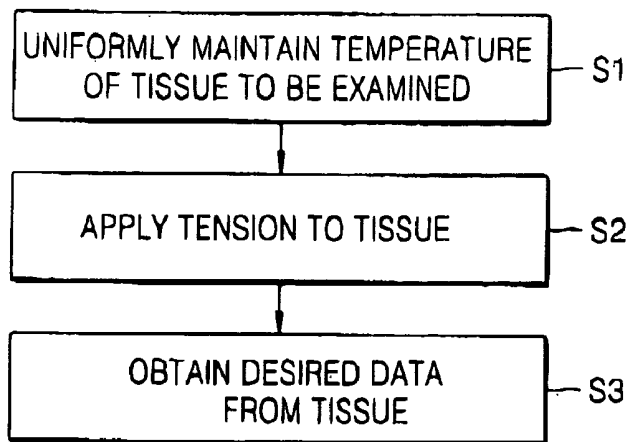 UNIFORMLY MAINTAIN TEMPERATURE
OF TISSUE TO BE EXAMINED
S1
APPLY TENSION TO TISSUE
S2
OBTAIN DESIRED DATA
FROM TISSUE
S3